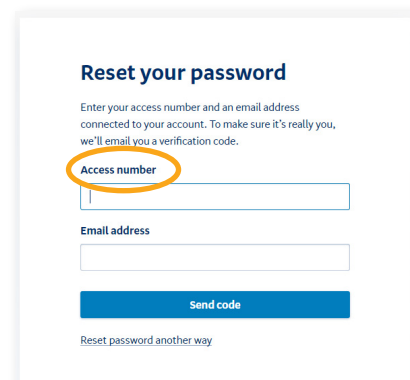 Reset your password
Enter your access number and an email address
connected to your account. To make sure it's really you,
we'll email you a verification code.
Access number
Email address
Send code
Reset password another way